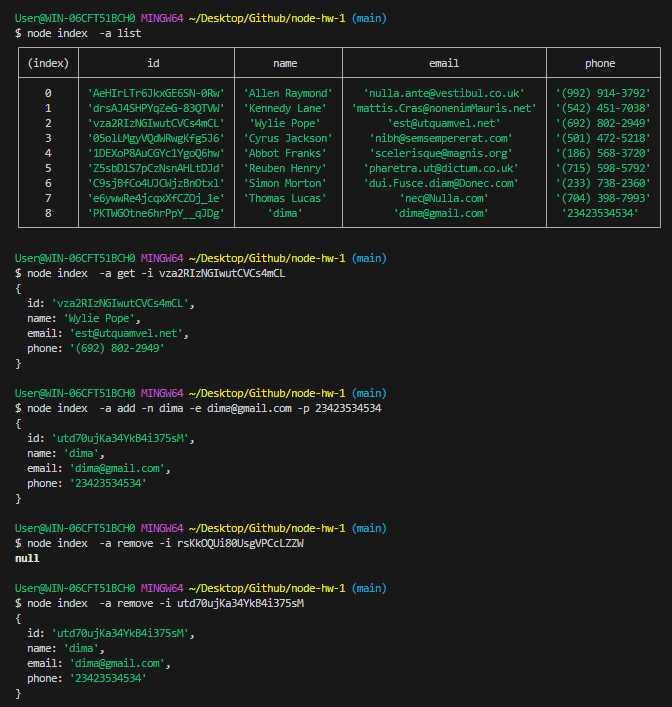 User@WIN-06CFT51BCH0 MINGW64 ~/Desktop/Github/node-hw-1 (main)
$ node index  -a list
(index) id name email phone
0 'AeHIrLTr6JkxGE6SN-0Rw' 'Allen Raymond' 'nulla.ante@vestibul.co.uk' '(992) 914-3792'
1 'drsAJ4SHPYqZeG-83QTVW' 'Kennedy Lane' 'mattis.Cras@nonenimMauris.net' '(542) 451-7038'
2 'vza2RIzNGIwutCVCs4mCL' 'Wylie Pope' 'est@utquamvel.net' '(692) 802-2949'
3 '05olLMgyVQdWRwgKfg5J6' 'Cyrus Jackson' 'nibh@semsempererat.com' '(501) 472-5218'
4 '1DEXoP8AuCGYc1YgoQ6hw' 'Abbot Franks' 'scelerisque@magnis.org' '(186) 568-3720'
5 'Z5sbDlS7pCzNsnAHLtDJd' 'Reuben Henry' 'pharetra.ut@dictum.co.uk' '(715) 598-5792'
6 'C9sjBfCo4UJCWjzBnOtxl' 'Simon Morton' 'dui.Fusce.diam@Donec.com' '(233) 738-2360'
7 'e6ywwRe4jcqxXfCZOj_1e' 'Thomas Lucas' 'nec@Nulla.com' '(704) 398-7993'
8 'PKTWGOtne6hrPpY__qJDg' 'dima' 'dima@gmail.com' '23423534534'
User@WIN-06CFT51BCH0 MINGW64 ~/Desktop/Github/node-hw-1 (main)
$ node index  -a get -i vza2RIzNGIwutCVCs4mCL
{
  id: 'vza2RIzNGIwutCVCs4mCL',
  name: 'Wylie Pope',
  email: 'est@utquamvel.net',
  phone: '(692) 802-2949'
}
User@WIN-06CFT51BCH0 MINGW64 ~/Desktop/Github/node-hw-1 (main)
$ node index  -a add -n dima -e dima@gmail.com -p 23423534534
{
  id: 'utd70ujKa34YkB4i375sM',
  name: 'dima',
  email: 'dima@gmail.com',
  phone: '23423534534'
}
User@WIN-06CFT51BCH0 MINGW64 ~/Desktop/Github/node-hw-1 (main)
$ node index  -a remove -i rsKkOQUi80UsgVPCcLZZW
null
User@WIN-06CFT51BCH0 MINGW64 ~/Desktop/Github/node-hw-1 (main)
$ node index  -a remove -i utd70ujKa34YkB4i375sM
{
  id: 'utd70ujKa34YkB4i375sM',
  name: 'dima',
  email: 'dima@gmail.com',
  phone: '23423534534'
}